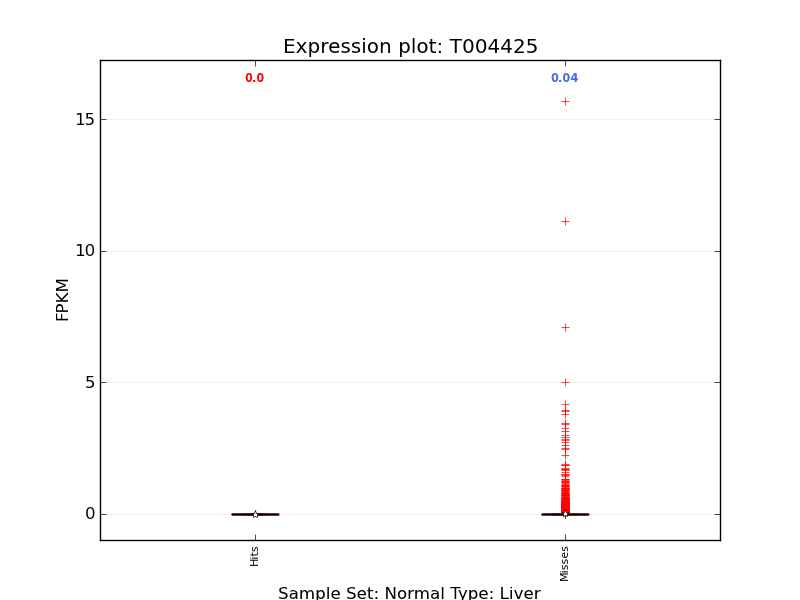 Expression plot: T004425
0.0
0.04
15
10
5
0
FPKM
Hits
Misses
Sample Set: Normal Type: Liver